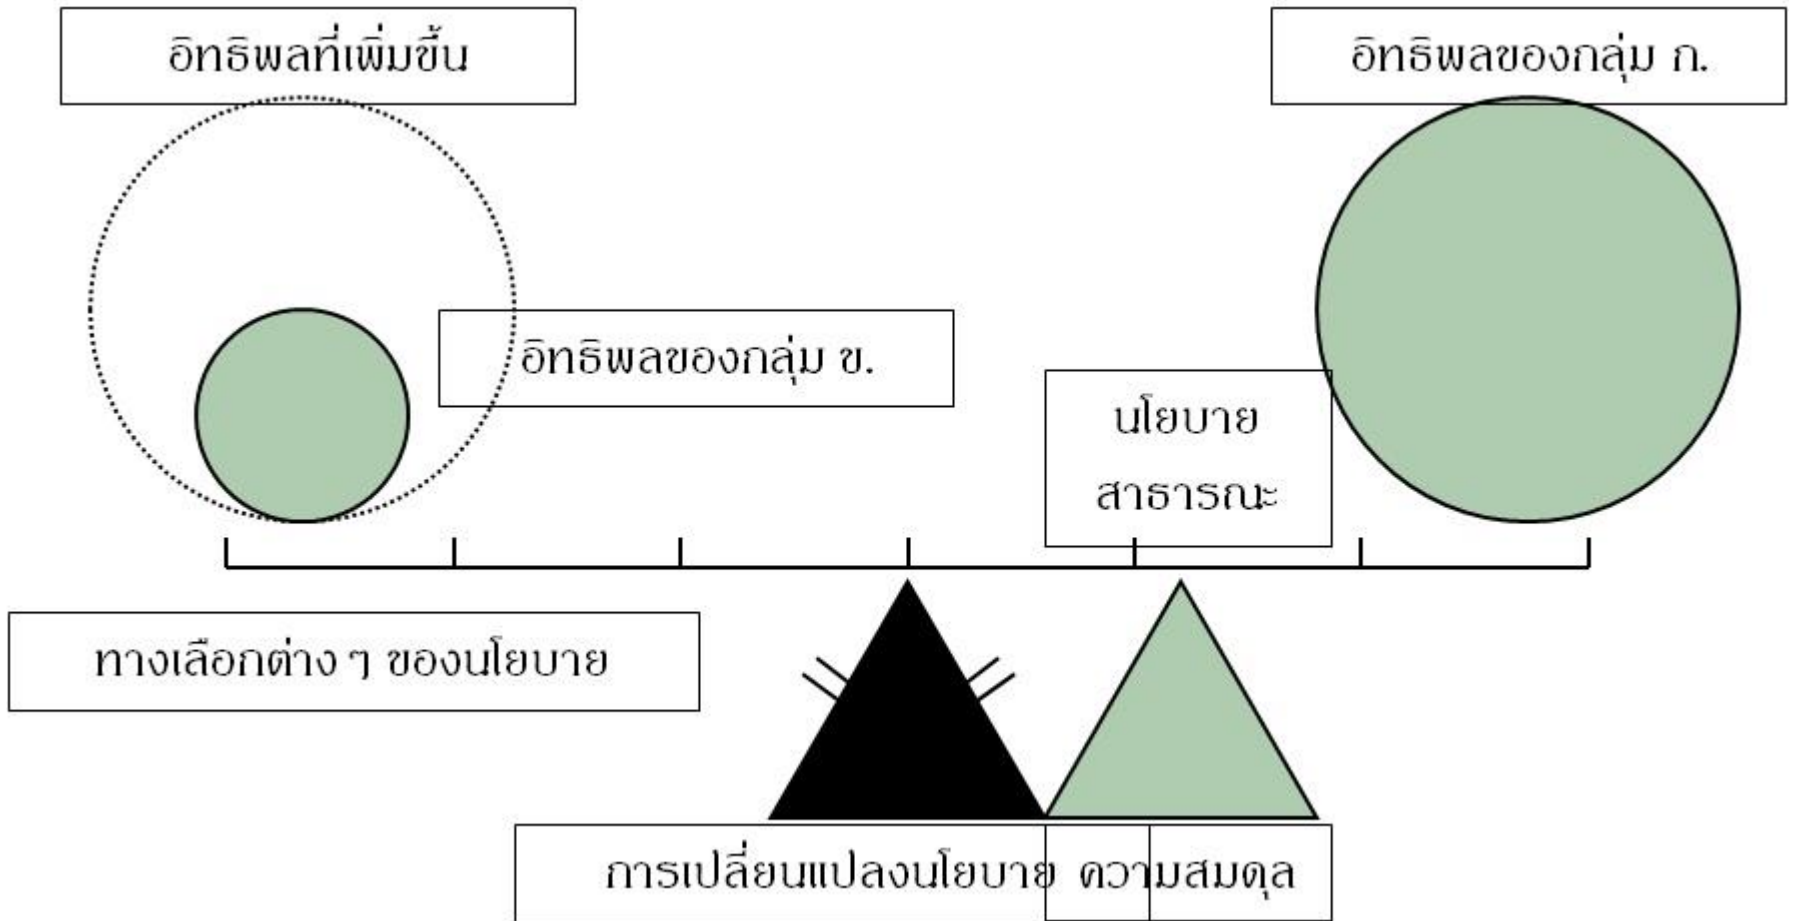 อิทธิพลที่เพิ่มขึ้น
อิทธิพลของกลุ่ม ก.
อิทธิพลของกลุ่ม ข.
นโยบาย
สาธารณะ
ทางเลือกต่าง ๆ ของนโยบาย
การเปลี่ยนแปลงนโยบาย
ความสมดุล